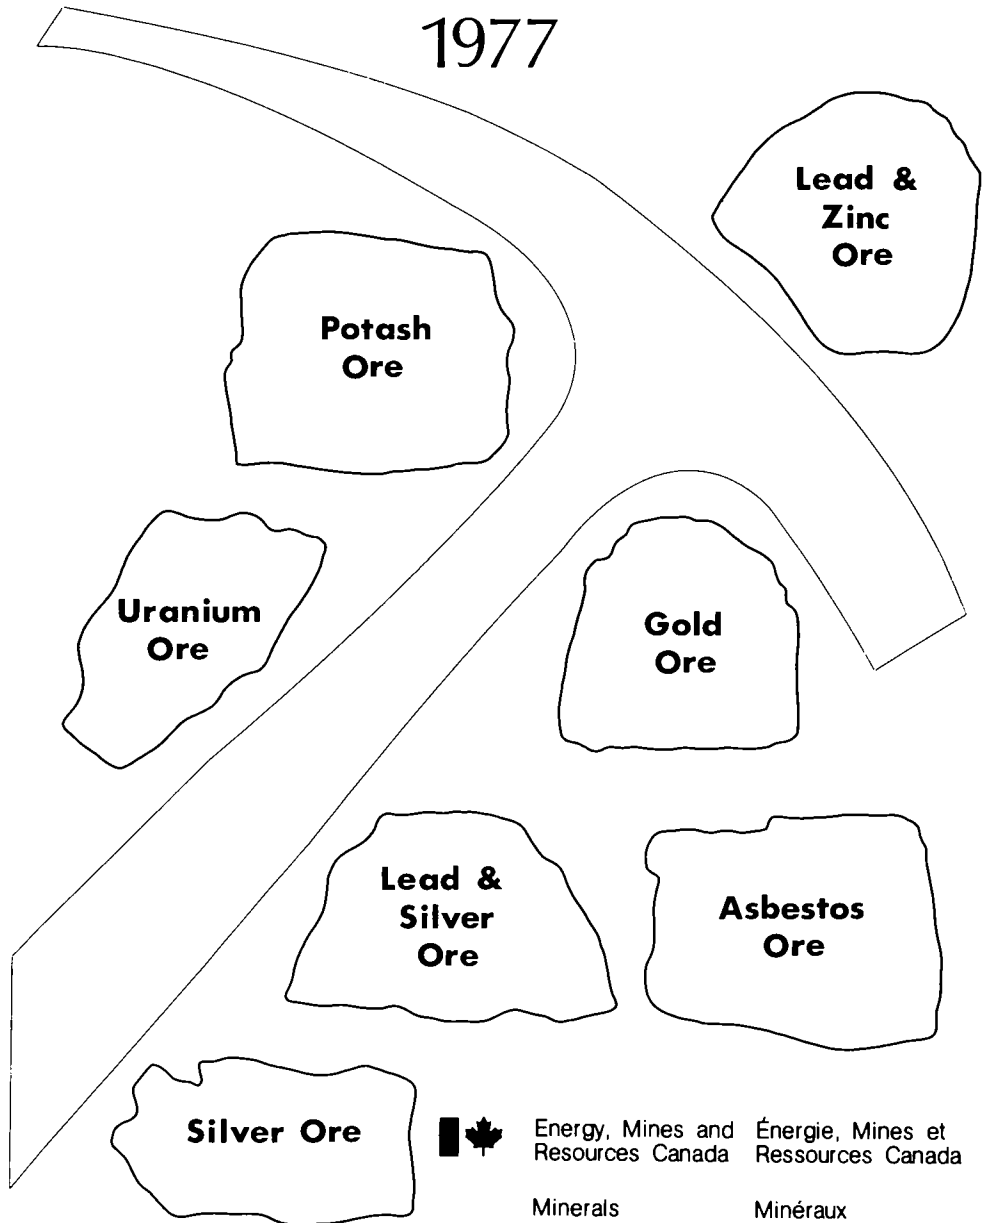 1977
Lead &
Zinc
Ore
Potash
Ore
Uranium
Ore
Gold
Ore
Lead &
Silver
Ore
Asbestos
Ore
Silver Ore
Energy, Mines and
Resources Canada
Énergie, Mines et
Ressources Canada
Minerals
Minéraux